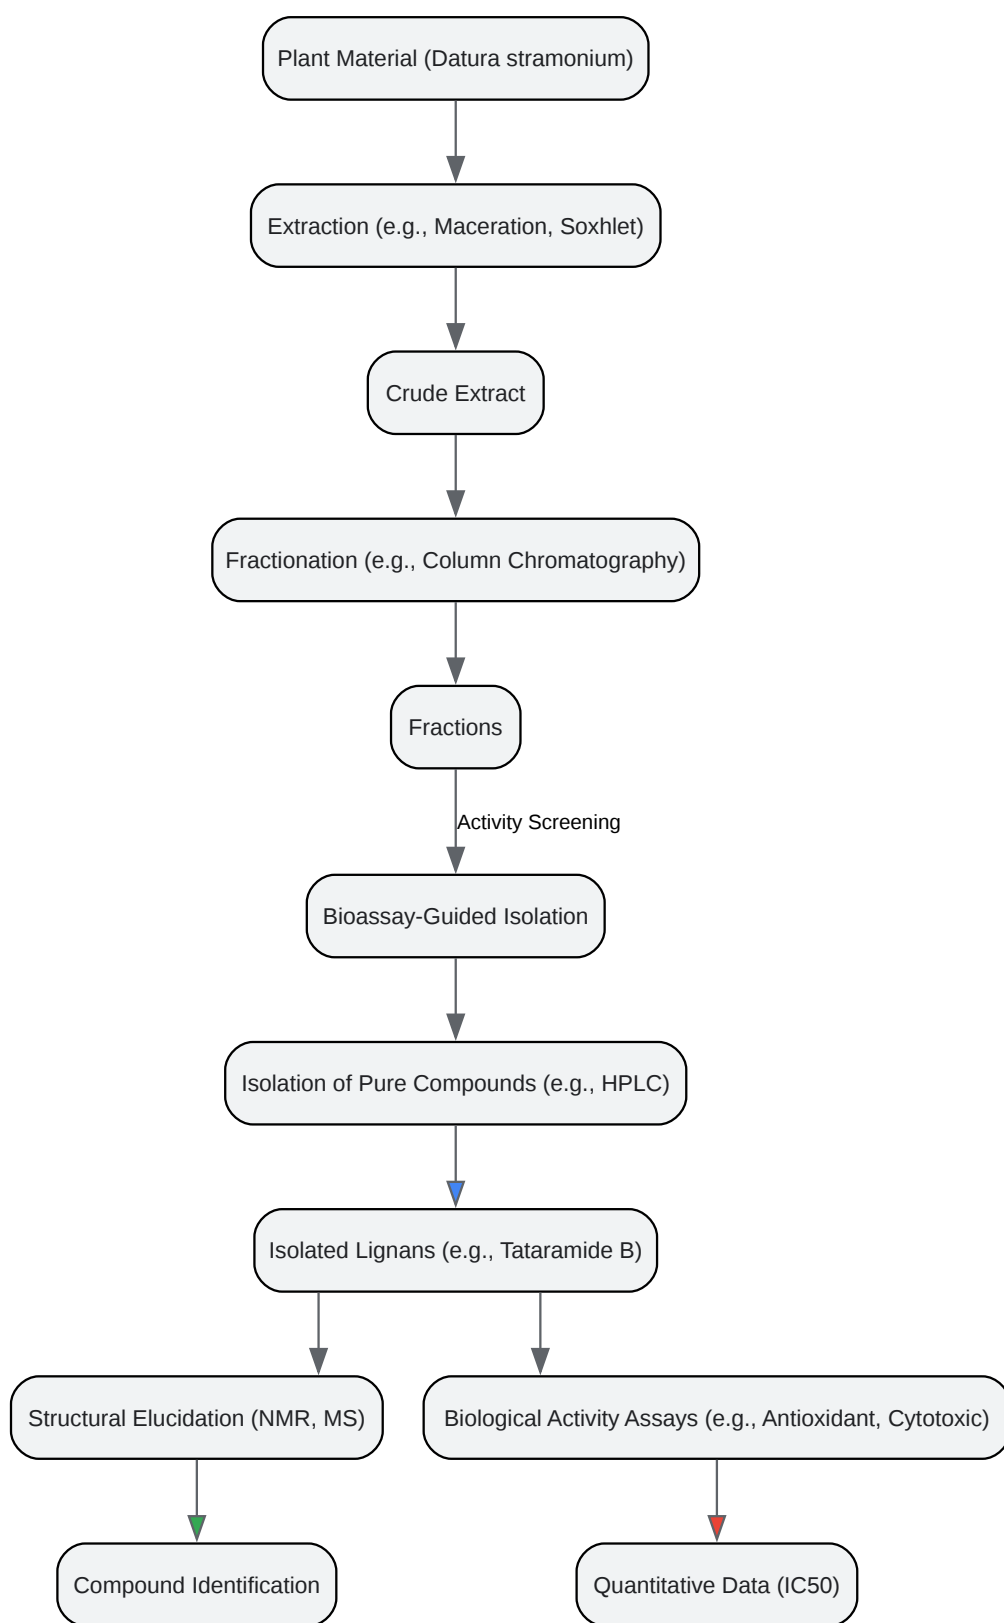 Plant Material (Datura stramonium)
Extraction (e.g., Maceration, Soxhlet)
Crude Extract
Fractionation (e.g., Column Chromatography)
Fractions
Activity Screening
Bioassay-Guided Isolation
Isolation of Pure Compounds (e.g., HPLC)
Isolated Lignans (e.g., Tataramide B)
Structural Elucidation (NMR, MS)
Biological Activity Assays (e.g., Antioxidant, Cytotoxic)
Compound Identification
Quantitative Data (IC50)